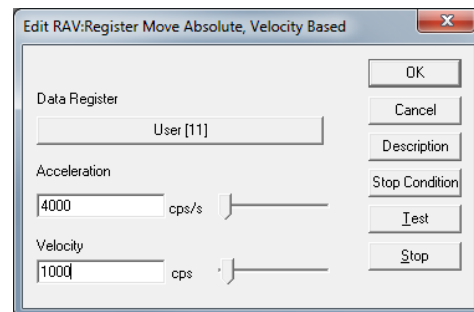 Edit RAV:Register Move Absolute, Velocity Based
OK
Data Register
Cancel
User [11]
Description
Acceleration
Stop Condition
4000 cps/s
Test
Velocity
1000 cps
Stop